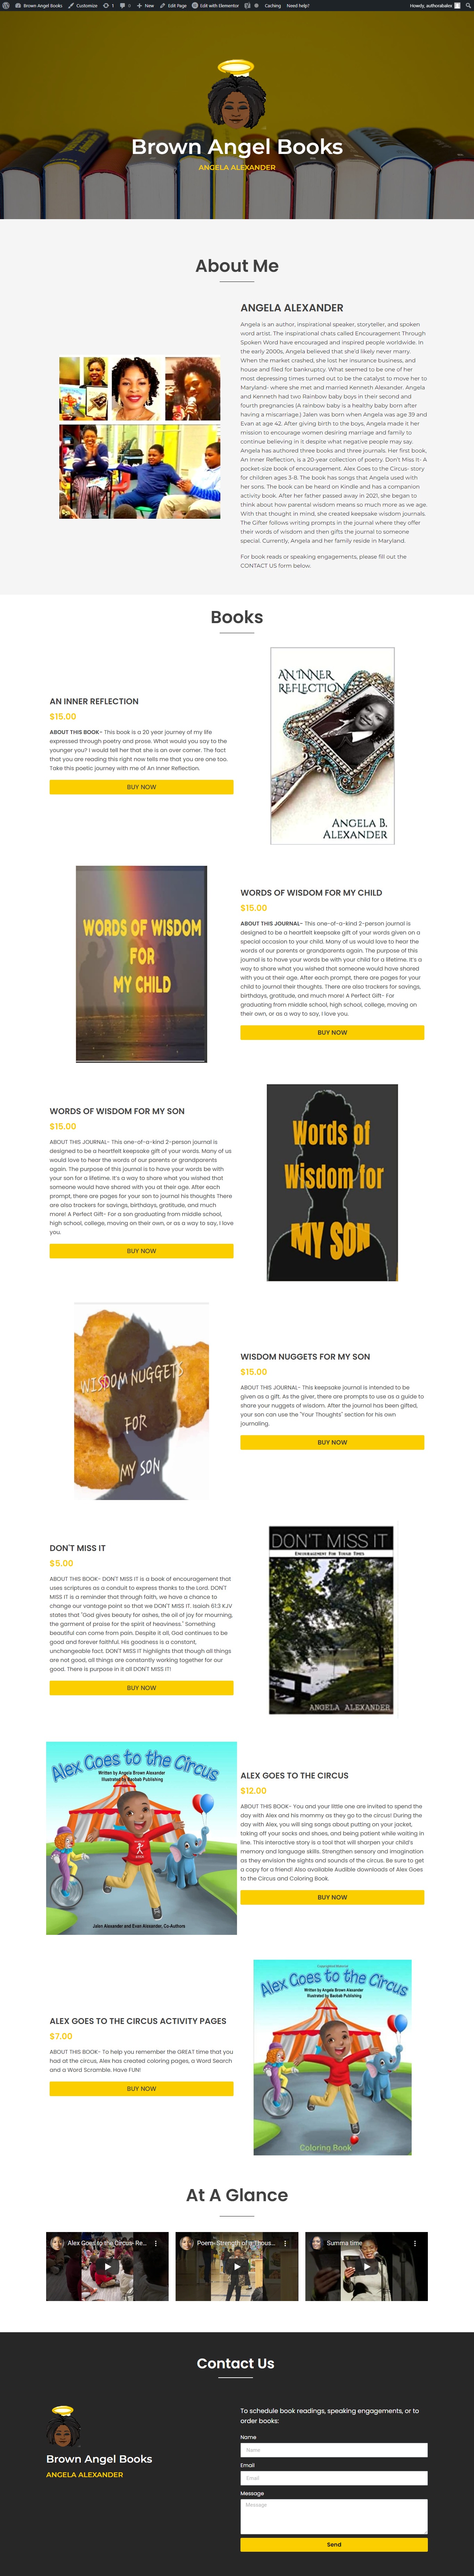 Brown Angel Books Customize 1 0 New Edit Page Edit with Elementor Caching Need help? Howdy, authorabalex
Brown Angel Books
ANGELA ALEXANDER
About Me
ANGELA ALEXANDER
Angela is an author, inspirational speaker, storyteller, and spoken
word artist. The inspirational chats called Encouragement Through
Spoken Word have encouraged and inspired people worldwide. In
the early 2000s, Angela believed that she'd likely never marry.
When the market crashed, she lost her insurance business, and
house and filed for bankruptcy. What seemed to be one of her
most depressing times turned out to be the catalyst to move her to
Maryland- where she met and married Kenneth Alexander. Angela
and Kenneth had two Rainbow baby boys in their second and
fourth pregnancies (A rainbow baby is a healthy baby born after
having a miscarriage.) Jalen was born when Angela was age 39 and
Evan at age 42. After giving birth to the boys, Angela made it her
mission to encourage women desiring marriage and family to
continue believing in it despite what negative people may say.
Angela has authored three books and three journals. Her first book,
An Inner Reflection, is a 20-year collection of poetry. Don't Miss it- A
pocket-size book of encouragement. Alex Goes to the Circus- story
for children ages 3-8. The book has songs that Angela used with
her sons. The book can be heard on Kindle and has a companion
activity book. After her father passed away in 2021, she began to
think about how parental wisdom means so much more as we age.
With that thought in mind, she created keepsake wisdom journals.
The Gifter follows writing prompts in the journal where they offer
their words of wisdom and then gifts the journal to someone
special. Currently, Angela and her family reside in Maryland.
For book reads or speaking engagements, please fill out the
CONTACT US form below.
Books
AN INNER REFLECTION
$15.00
ABOUT THIS BOOK- This book is a 20 year journey of my life
expressed through poetry and prose. What would you say to the
younger you? I would tell her that she is an over comer. The fact
that you are reading this right now tells me that you are one too.
Take this poetic journey with me of An Inner Reflection.
BUY NOW
AN INNER
REFLECTION
ANGELA B.
ALEXANDER
WORDS OF WISDOM
FOR
MY CHILD
WORDS OF WISDOM FOR MY CHILD
$15.00
ABOUT THIS JOURNAL- This one-of-a-kind 2-person journal is
designed to be a heartfelt keepsake gift of your words given on a
special occasion to your child. Many of us would love to hear the
words of our parents or grandparents again. The purpose of this
journal is to have your words be with your child for a lifetime. It's a
way to share what you wished that someone would have shared
with you at their age. After each prompt, there are pages for your
child to journal their thoughts. There are also trackers for savings,
birthdays, gratitude, and much more! A Perfect Gift- For
graduating from middle school, high school, college, moving on
their own, or as a way to say, I love you.
BUY NOW
WORDS OF WISDOM FOR MY SON
$15.00
ABOUT THIS JOURNAL- This one-of-a-kind 2-person journal is
designed to be a heartfelt keepsake gift of your words. Many of us
would love to hear the words of our parents or grandparents
again. The purpose of this journal is to have your words be with
your son for a lifetime. It's a way to share what you wished that
someone would have shared with you at their age. After each
prompt, there are pages for your son to journal his thoughts There
are also trackers for savings, birthdays, gratitude, and much
more! A Perfect Gift- For a son graduating from middle school,
high school, college, moving on their own, or as a way to say, I love
you.
BUY NOW
Words of
Wisdom for
MY SON
WISDOM NUGGETS
FOR
MY SON
WISDOM NUGGETS FOR MY SON
$15.00
ABOUT THIS JOURNAL- This keepsake journal is intended to be
given as a gift. As the giver, there are prompts to use as a guide to
share your nuggets of wisdom. After the journal has been gifted,
your son can use the "Your Thoughts" section for his own
journaling.
BUY NOW
DON'T MISS IT
$5.00
ABOUT THIS BOOK- DON'T MISS IT is a book of encouragement that
uses scriptures as a conduit to express thanks to the Lord. DON'T
MISS IT is a reminder that through faith, we have a chance to
change our vantage point so that we DON'T MISS IT. Isaiah 61:3 KJV
states that "God gives beauty for ashes, the oil of joy for mourning,
the garment of praise for the spirit of heaviness." Something
beautiful can come from pain. Despite it all, God continues to be
good and forever faithful. His goodness is a constant,
unchangeable fact. DON'T MISS IT highlights that though all things
are not good, all things are constantly working together for our
good. There is purpose in it all DON'T MISS IT!
BUY NOW
DON'T MISS IT
ENCOURAGEMENT FOR TOUGH TIMES
ANGELA ALEXANDER
Alex Goes to the Circus
Written by Angela Brown Alexander
Illustrated by Baobab Publishing
Jalen Alexander and Evan Alexander, Co-Authors
ALEX GOES TO THE CIRCUS
$12.00
ABOUT THIS BOOK- You and your little one are invited to spend the
day with Alex and his mommy as they go to the circus! During the
day with Alex, you will sing songs about putting on your jacket,
taking off your socks and shoes, and being patient while waiting in
line. This interactive story is a tool that will sharpen your child's
memory and language skills. Strengthen sensory and imagination
as they envision the sights and sounds of the circus. Be sure to get
a copy for a friend! Also available Audible downloads of Alex Goes
to the Circus and Coloring Book.
BUY NOW
ALEX GOES TO THE CIRCUS ACTIVITY PAGES
$7.00
ABOUT THIS BOOK- To help you remember the GREAT time that you
had at the circus, Alex has created coloring pages, a Word Search
and a Word Scramble. Have FUN!
BUY NOW
Alex Goes to the Circus
Written by Angela Brown Alexander
Illustrated by Baobab Publishing
Coloring Book
At A Glance
Alex Goes to the Circus- Re...
Poem- Strength of a Thous...
Summa time
Contact Us
Brown Angel Books
ANGELA ALEXANDER
To schedule book readings, speaking engagements, or to
order books:
Name
Name
Email
Email
Message
Message
Send